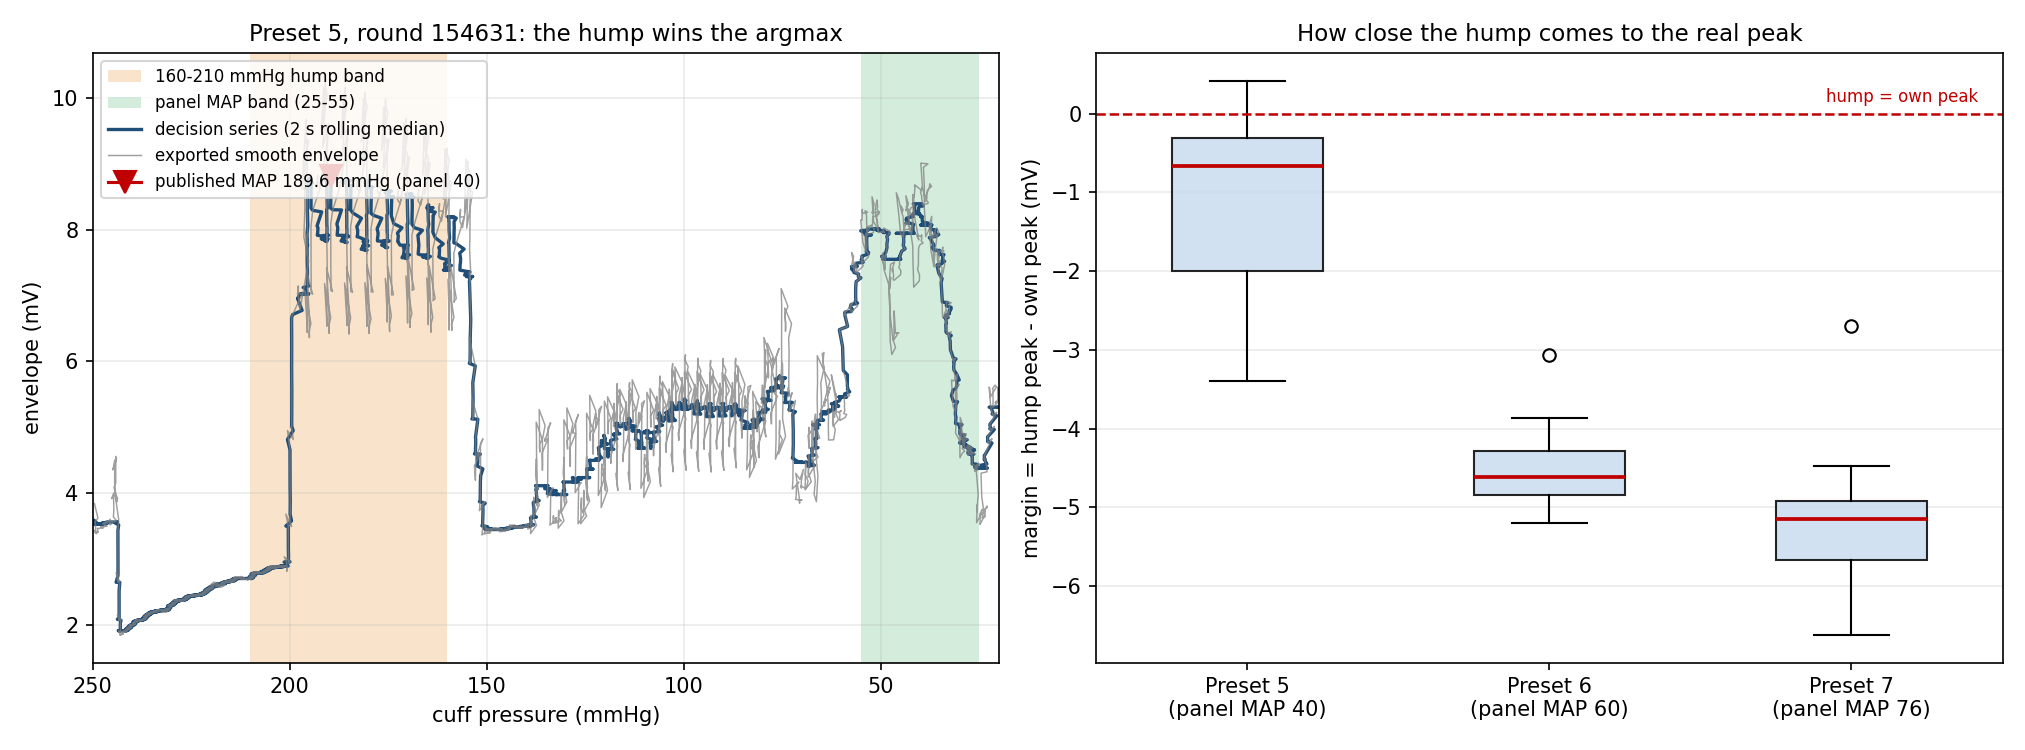 Preset 5, round 154631: the hump wins the argmax
160-210 mmHg hump band
panel MAP band (25-55)
decision series (2 s rolling median)
exported smooth envelope
published MAP 189.6 mmHg (panel 40)
envelope (mV)
10
8
6
4
2
250
200
150
100
50
cuff pressure (mmHg)
How close the hump comes to the real peak
hump = own peak
margin = hump peak - own peak (mV)
0
−1
−2
−3
−4
−5
−6
Preset 5
(panel MAP 40)
Preset 6
(panel MAP 60)
Preset 7
(panel MAP 76)